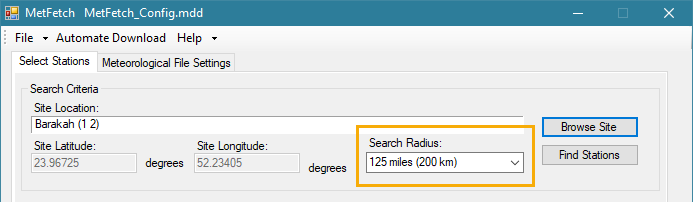 MetFetch   MetFetch_Config.mdd
File   Automate Download   Help
Select Stations   Meteorological File Settings
Search Criteria
Site Location:
Barakah (1 2)
Browse Site
Site Latitude:   Site Longitude:   Search Radius:
23.96725   degrees   52.23405   degrees   125 miles (200 km)
Find Stations